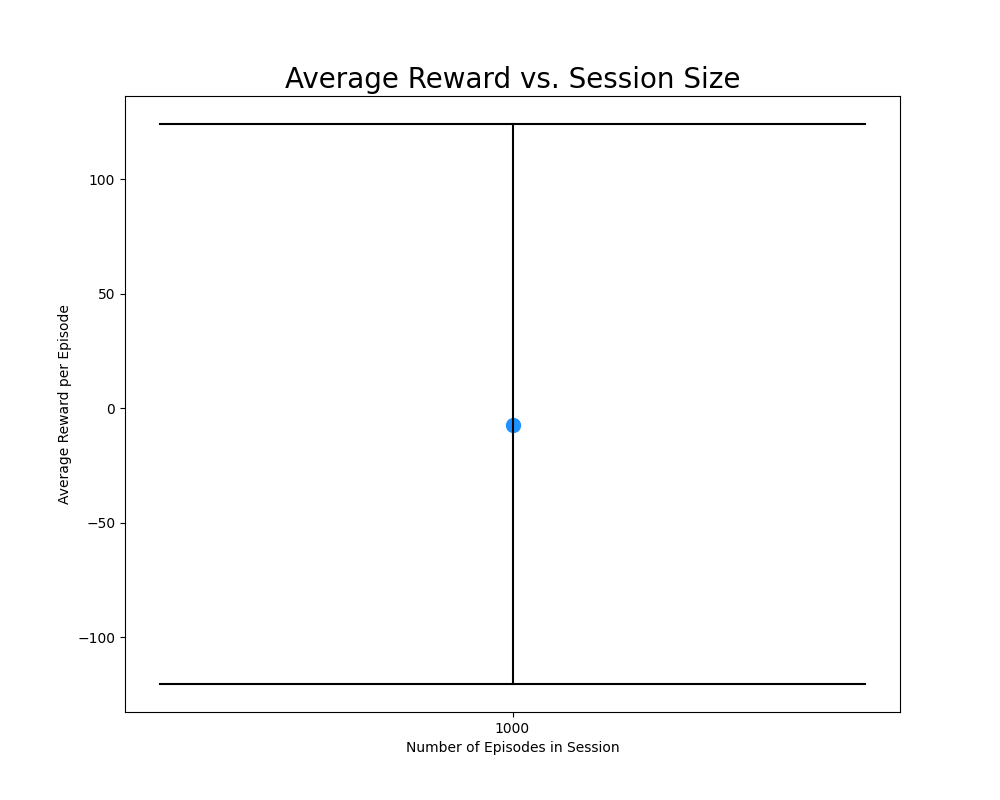 Average Reward vs. Session Size
100
50
0
−50
−100
Average Reward per Episode
1000
Number of Episodes in Session